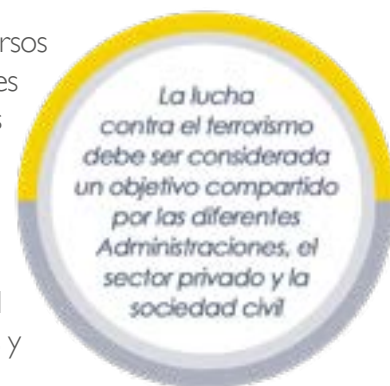 La lucha
contra el terrorismo
debe ser considerada
un objetivo compartido
por las diferentes
Administraciones, el
sector privado y la
sociedad civil
y